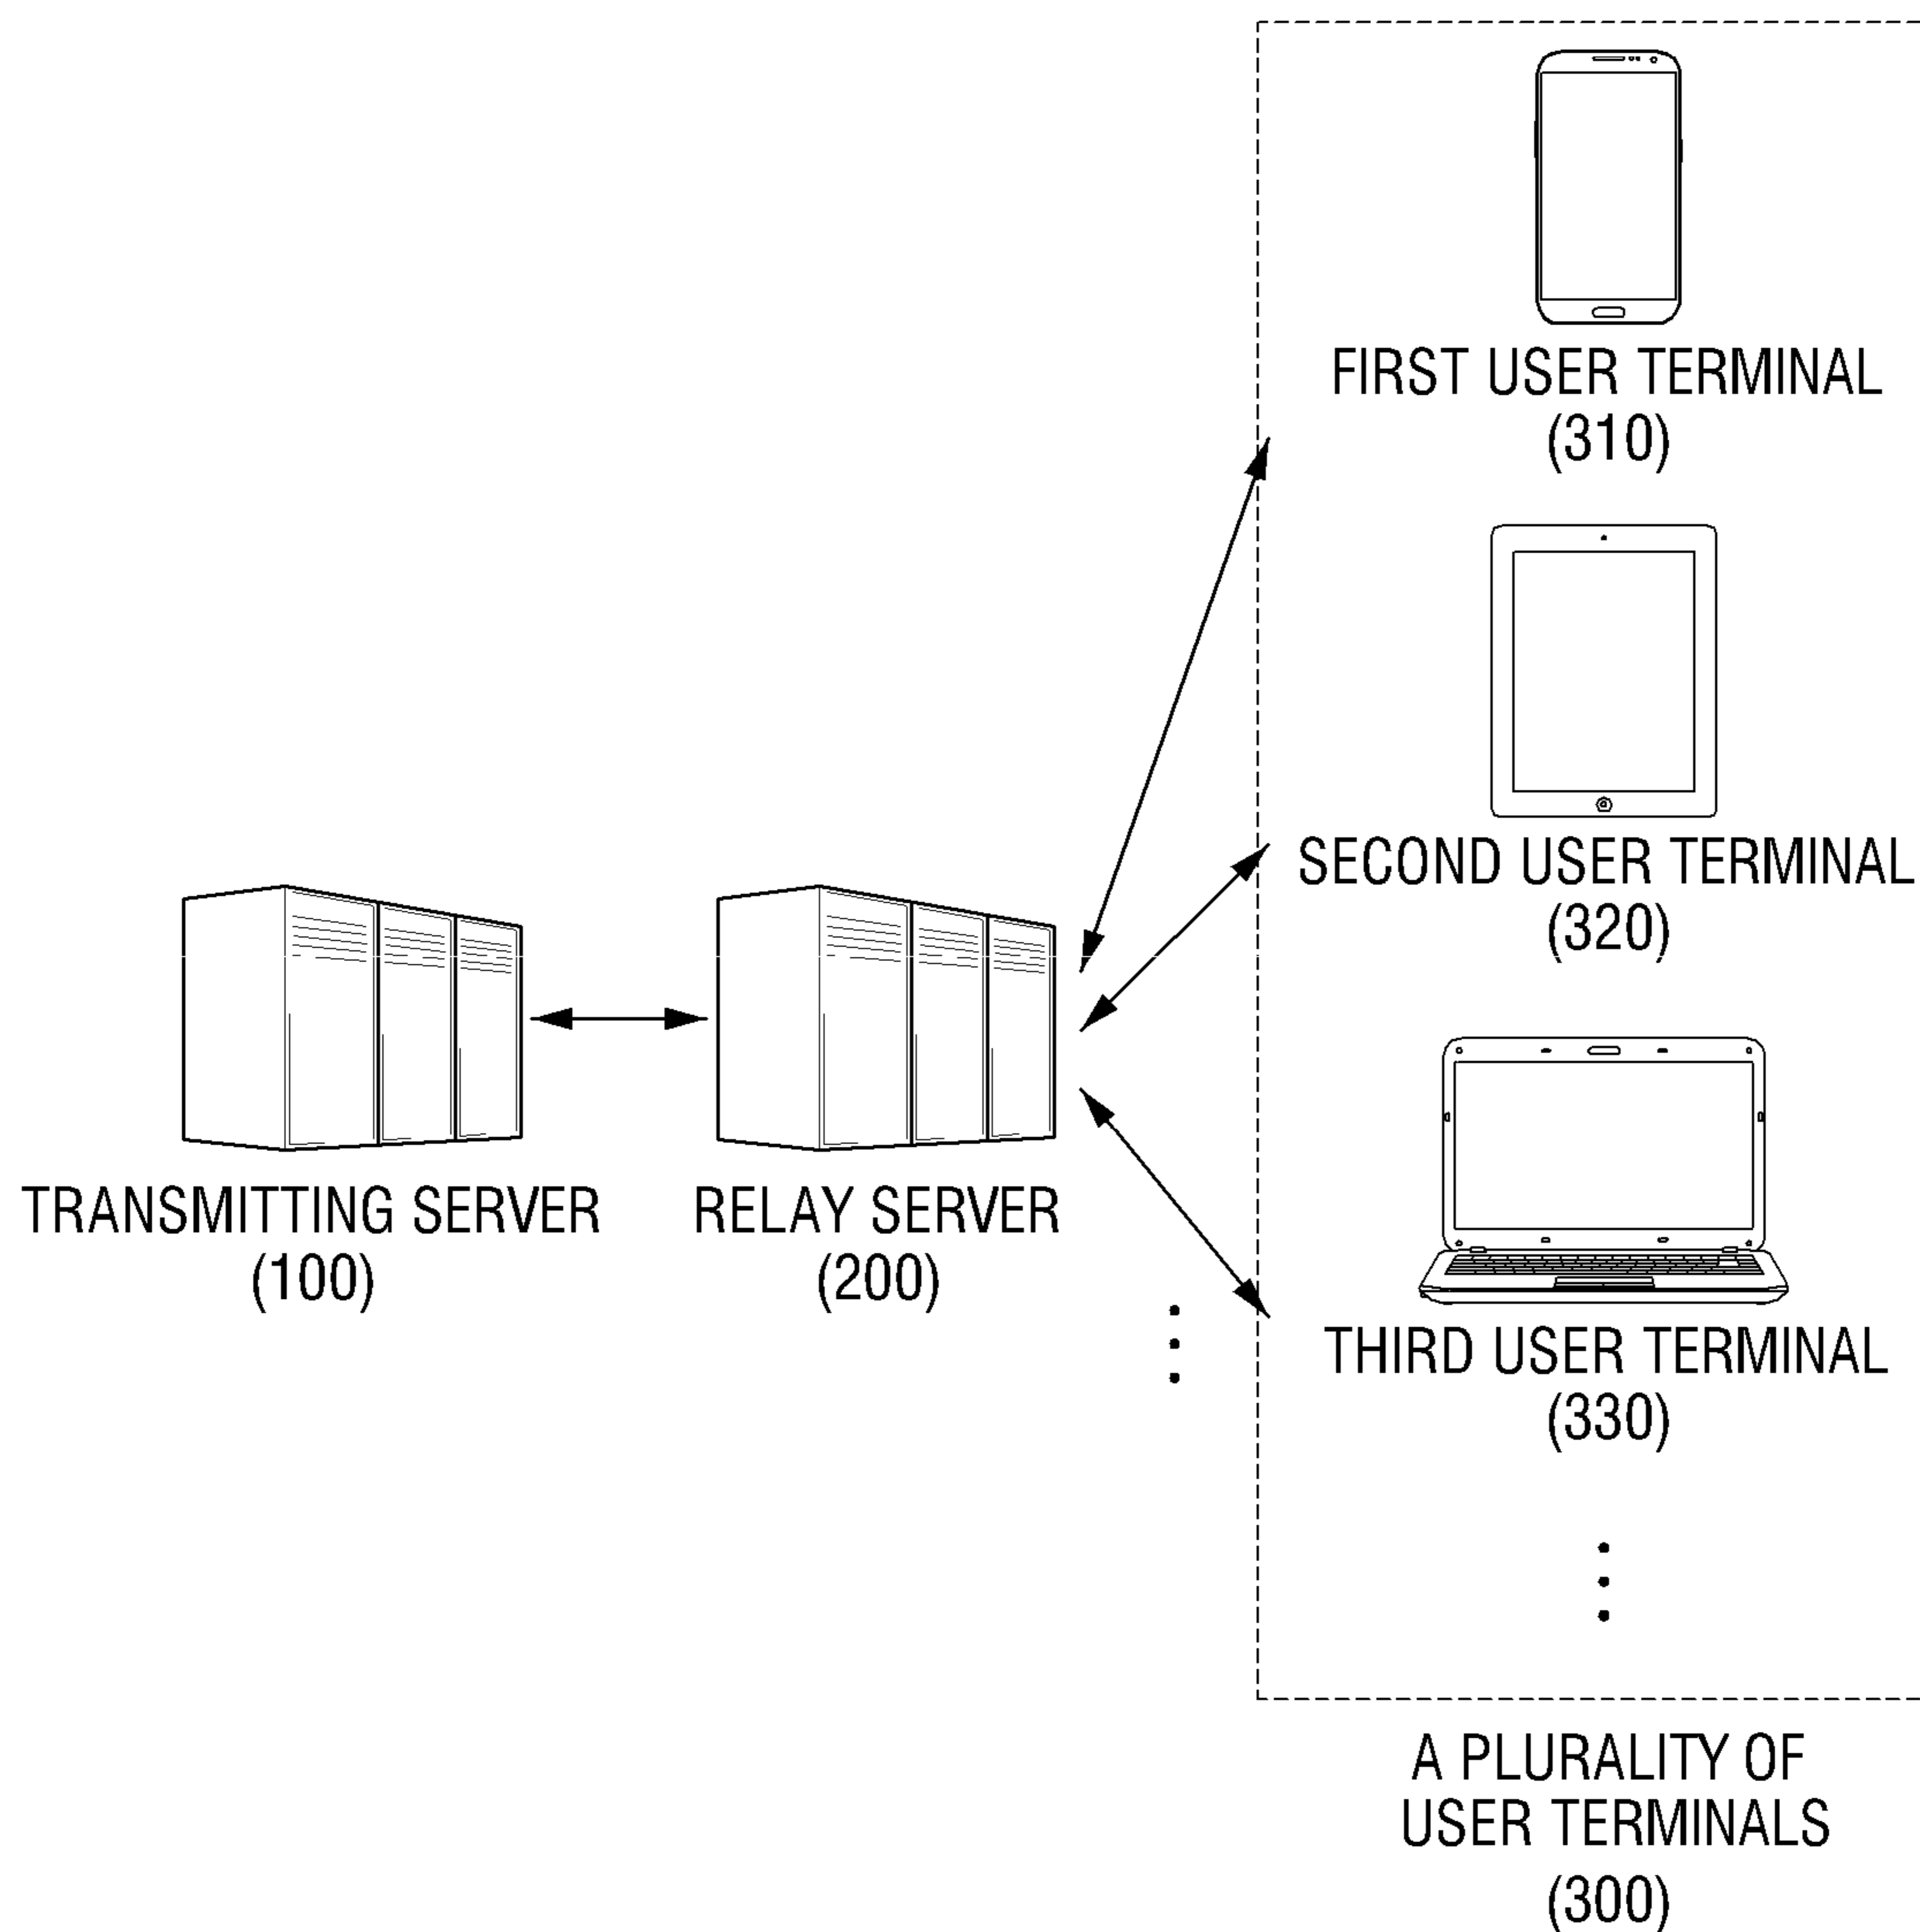 FIRST USER TERMINAL
(310)
SECOND USER TERMINAL
(320)
TRANSMITTING SERVER
(100)
RELAY SERVER
(200)
THIRD USER TERMINAL
(330)
A PLURALITY OF
USER TERMINALS
(300)